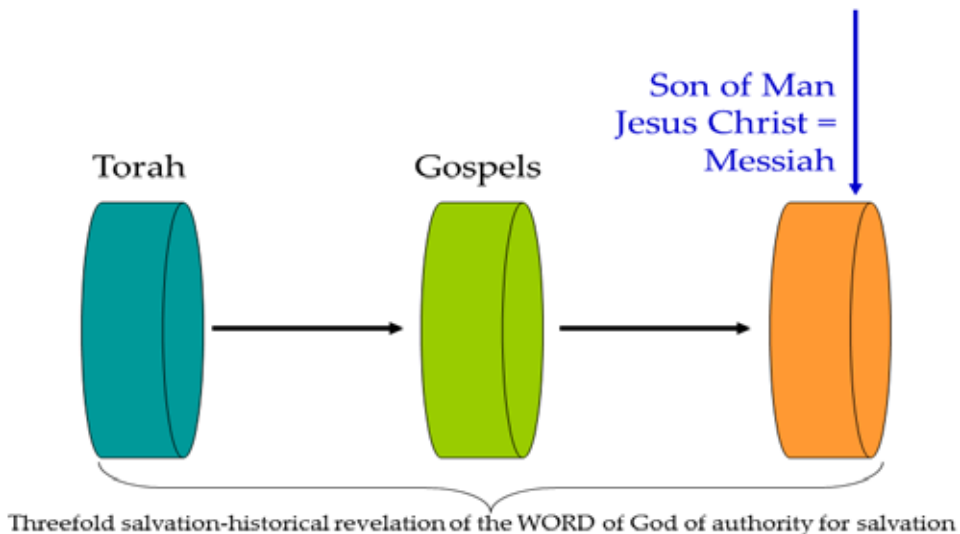 Son of Man
Jesus Christ =
Messiah
Torah
Gospels
Threefold salvation-historical revelation of the WORD of God of authority for salvation